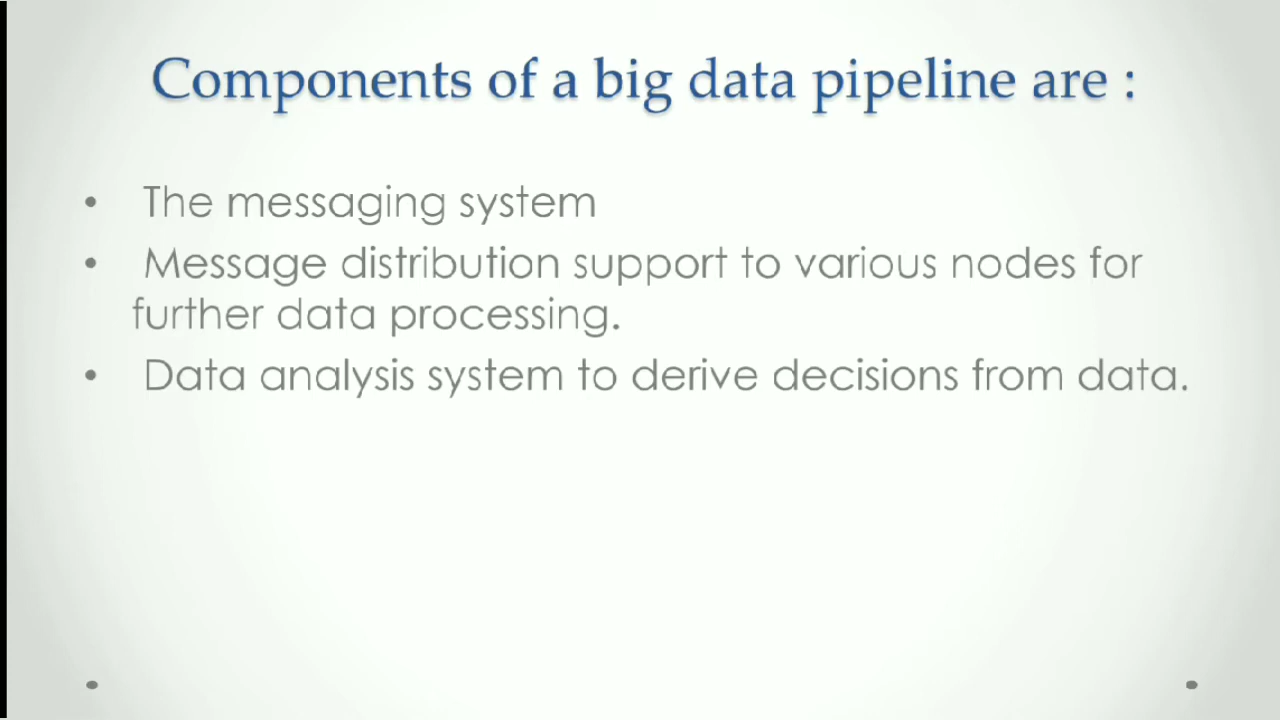 Components of a big data pipeline are :
• The messaging system
• Message distribution support to various nodes for
further data processing.
• Data analysis system to derive decisions from data.